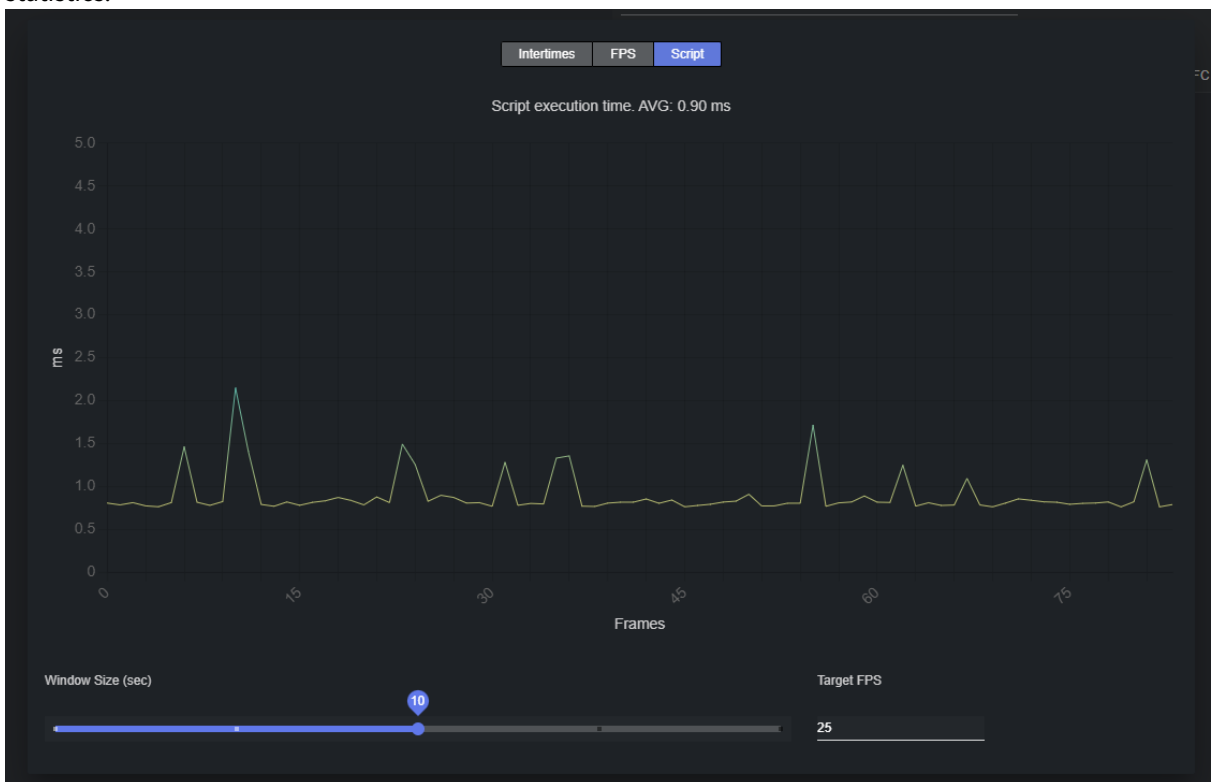 Intertimes FPS Script
FC
Script execution time. AVG: 0.90 ms
5.0
4.5
4.0
3.5
3.0
2.5
2.0
1.5
1.0
0.5
0
ms
0 15 30 45 60 75
Frames
Window Size (sec)
Target FPS
10
25